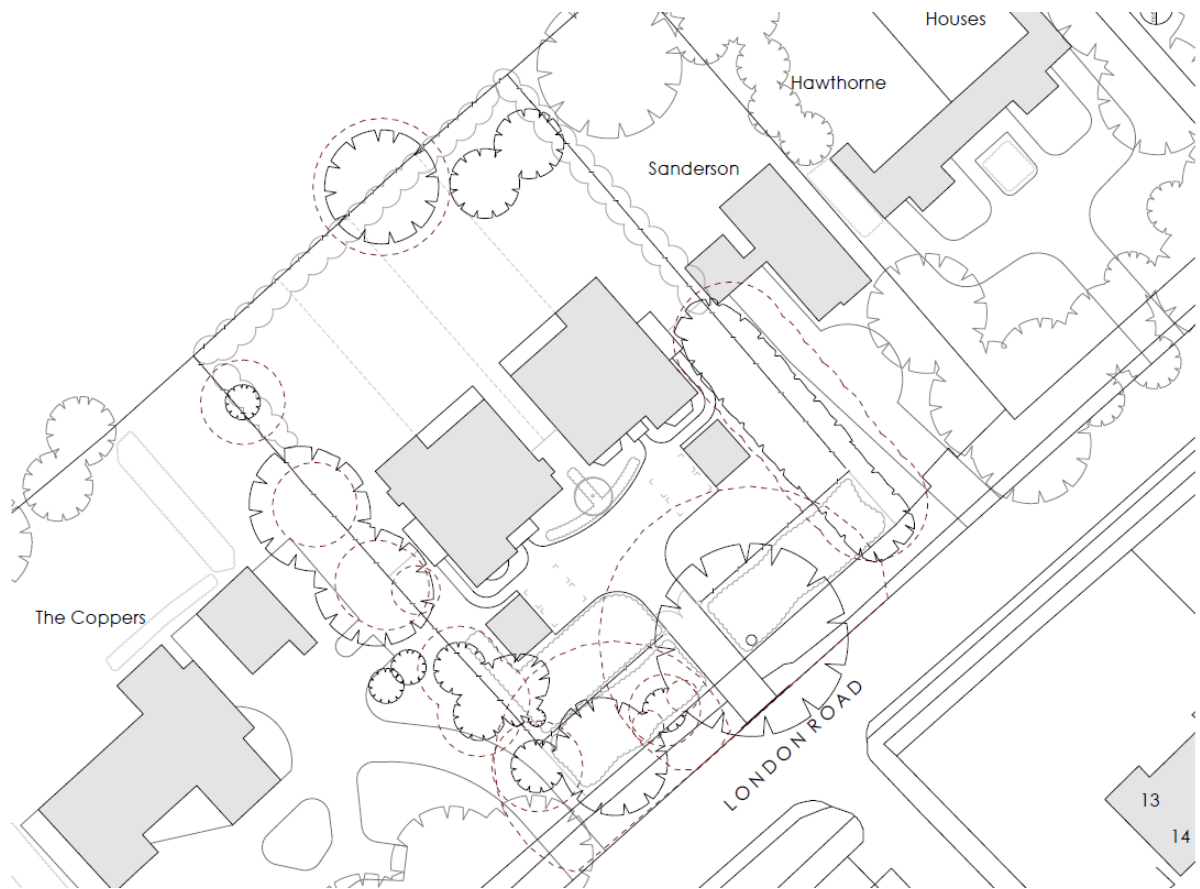 Houses
Hawthorne
Sanderson
The Coppers
LONDON ROAD
13
14